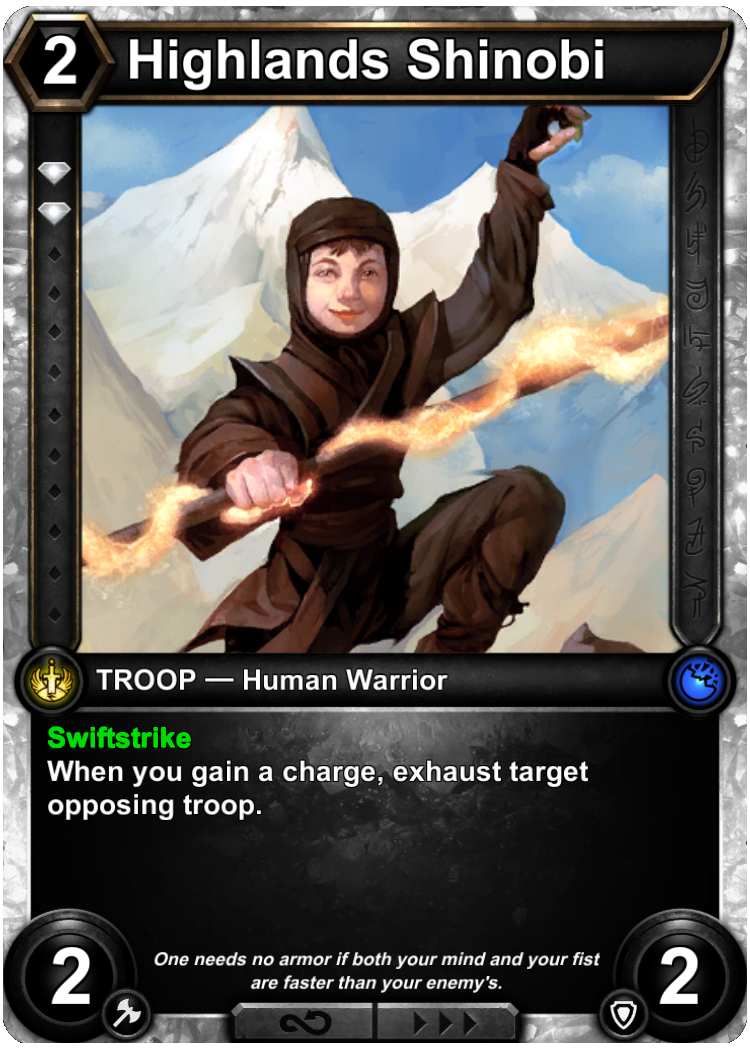 2 Highlands Shinobi
TROOP — Human Warrior
Swiftstrike
When you gain a charge, exhaust target
opposing troop.
One needs no armor if both your mind and your fist
are faster than your enemy's.
2 2